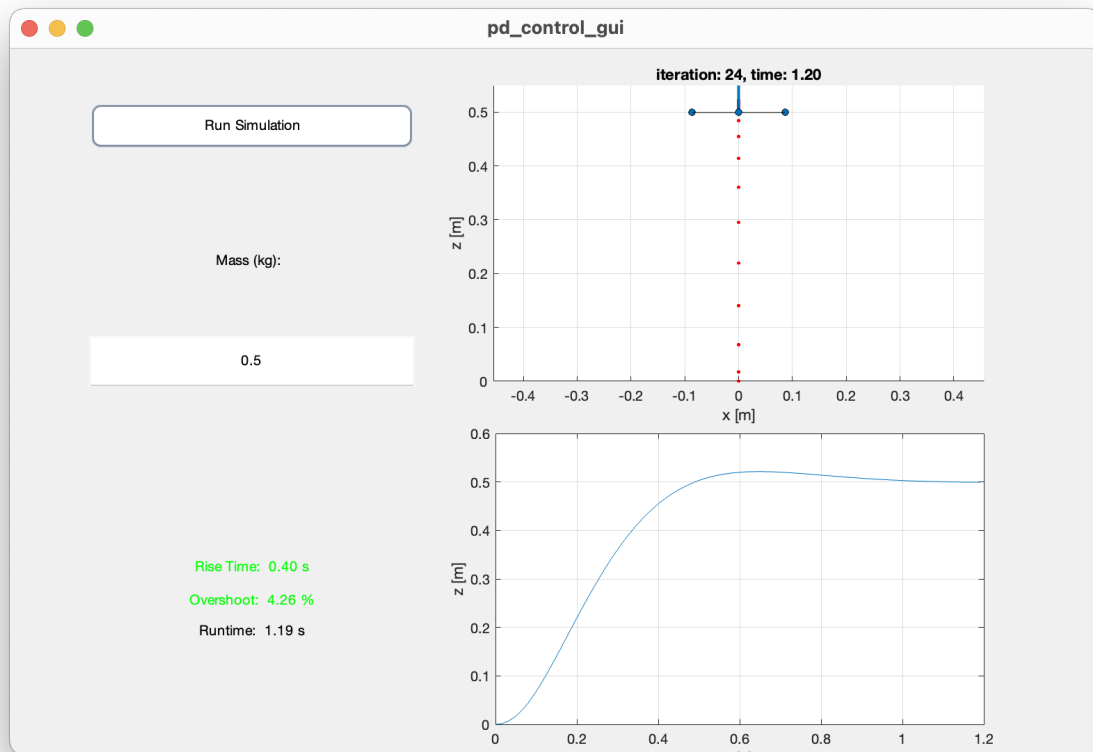 pd_control_gui
Run Simulation
Mass (kg):
0.5
Rise Time: 0.40 s
Overshoot: 4.26 %
Runtime: 1.19 s
iteration: 24, time: 1.20
0.5
0.4
0.3
0.2
0.1
0
z [m]
-0.4 -0.3 -0.2 -0.1 0 0.1 0.2 0.3 0.4
x [m]
0.6
0.5
0.4
0.3
0.2
0.1
0
z [m]
0 0.2 0.4 0.6 0.8 1 1.2